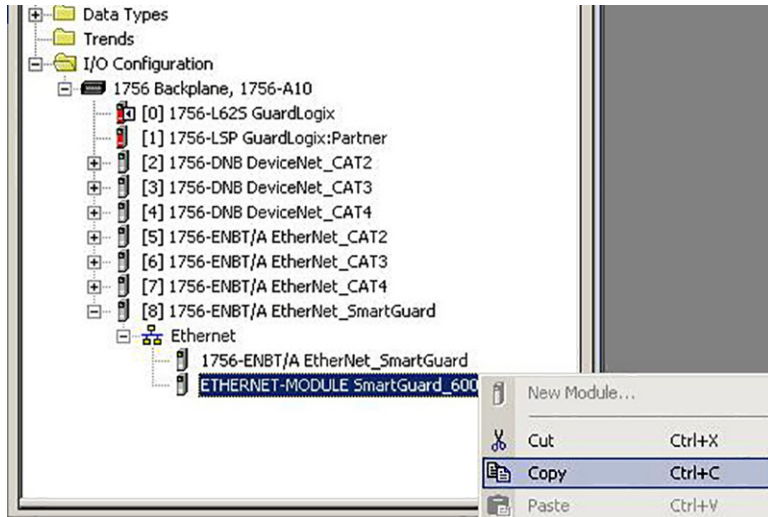 Data Types
Trends
I/O Configuration
1756 Backplane, 1756-A10
[0] 1756-L62S GuardLogix
[1] 1756-LSP GuardLogix:Partner
[2] 1756-DNB DeviceNet_CAT2
[3] 1756-DNB DeviceNet_CAT3
[4] 1756-DNB DeviceNet_CAT4
[5] 1756-ENBT/A EtherNet_CAT2
[6] 1756-ENBT/A EtherNet_CAT3
[7] 1756-ENBT/A EtherNet_CAT4
[8] 1756-ENBT/A EtherNet_SmartGuard
Ethernet
1756-ENBT/A EtherNet_SmartGuard
ETHERNET-MODULE SmartGuard_600
New Module...
Cut Ctrl+X
Copy Ctrl+C
Paste Ctrl+V